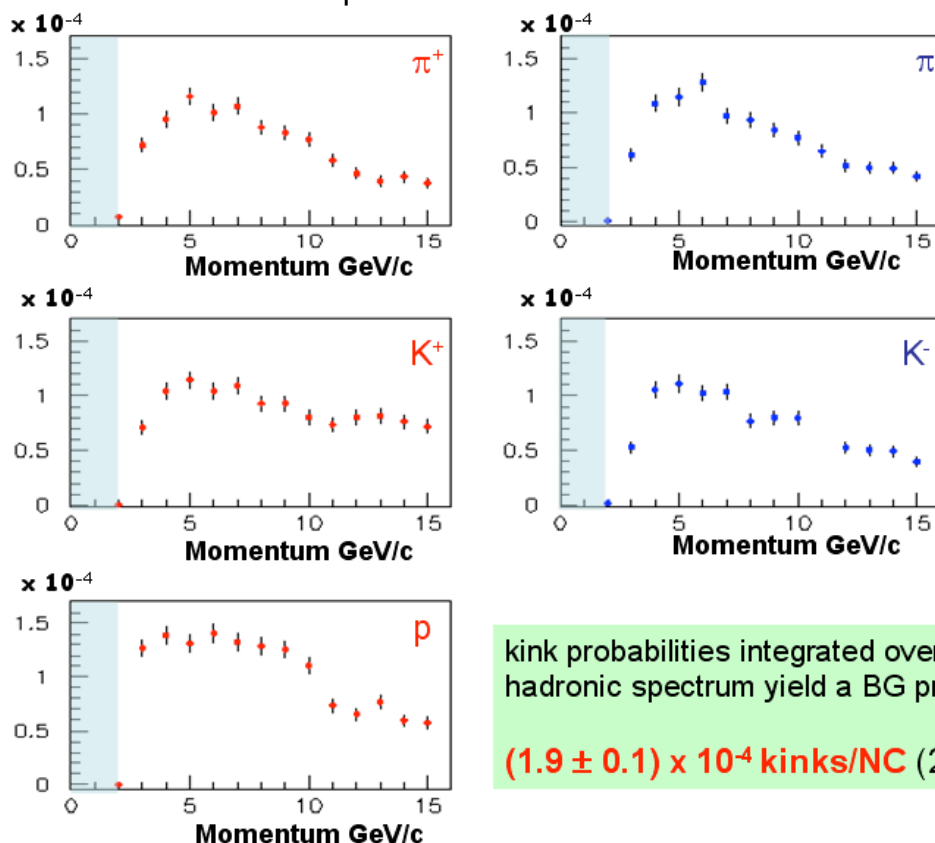 x 10⁻⁴
1.5
1
0.5
0
π⁺
0 5 10 15
Momentum GeV/c
1.5
1
0.5
0
π
0 5 10 15
Momentum GeV/c
x 10⁻⁴
1.5
1
0.5
0
K⁺
0 5 10 15
Momentum GeV/c
1.5
1
0.5
0
K⁻
0 5 10 15
Momentum GeV/c
x 10⁻⁴
1.5
1
0.5
0
p
0 5 10 15
Momentum GeV/c
x 10⁻⁴
x 10⁻⁴
kink probabilities integrated over
hadronic spectrum yield a BG
(1.9 ± 0.1) x 10⁻⁴ kinks/NC